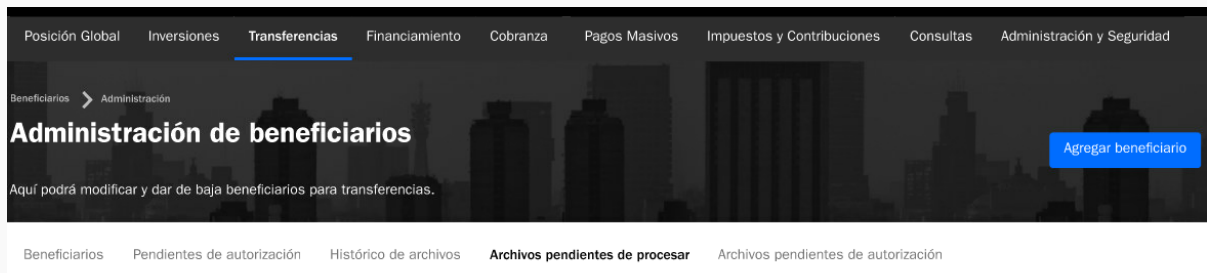 Posición Global Inversiones Transferencias Financiamiento Cobranza Pagos Masivos Impuestos y Contribuciones Consultas Administración y Seguridad
Beneficiarios Administración
Administración de beneficiarios
Agregar beneficiario
Aquí podrá modificar y dar de baja beneficiarios para transferencias.
Beneficiarios Pendientes de autorización Histórico de archivos Archivos pendientes de procesar Archivos pendientes de autorización